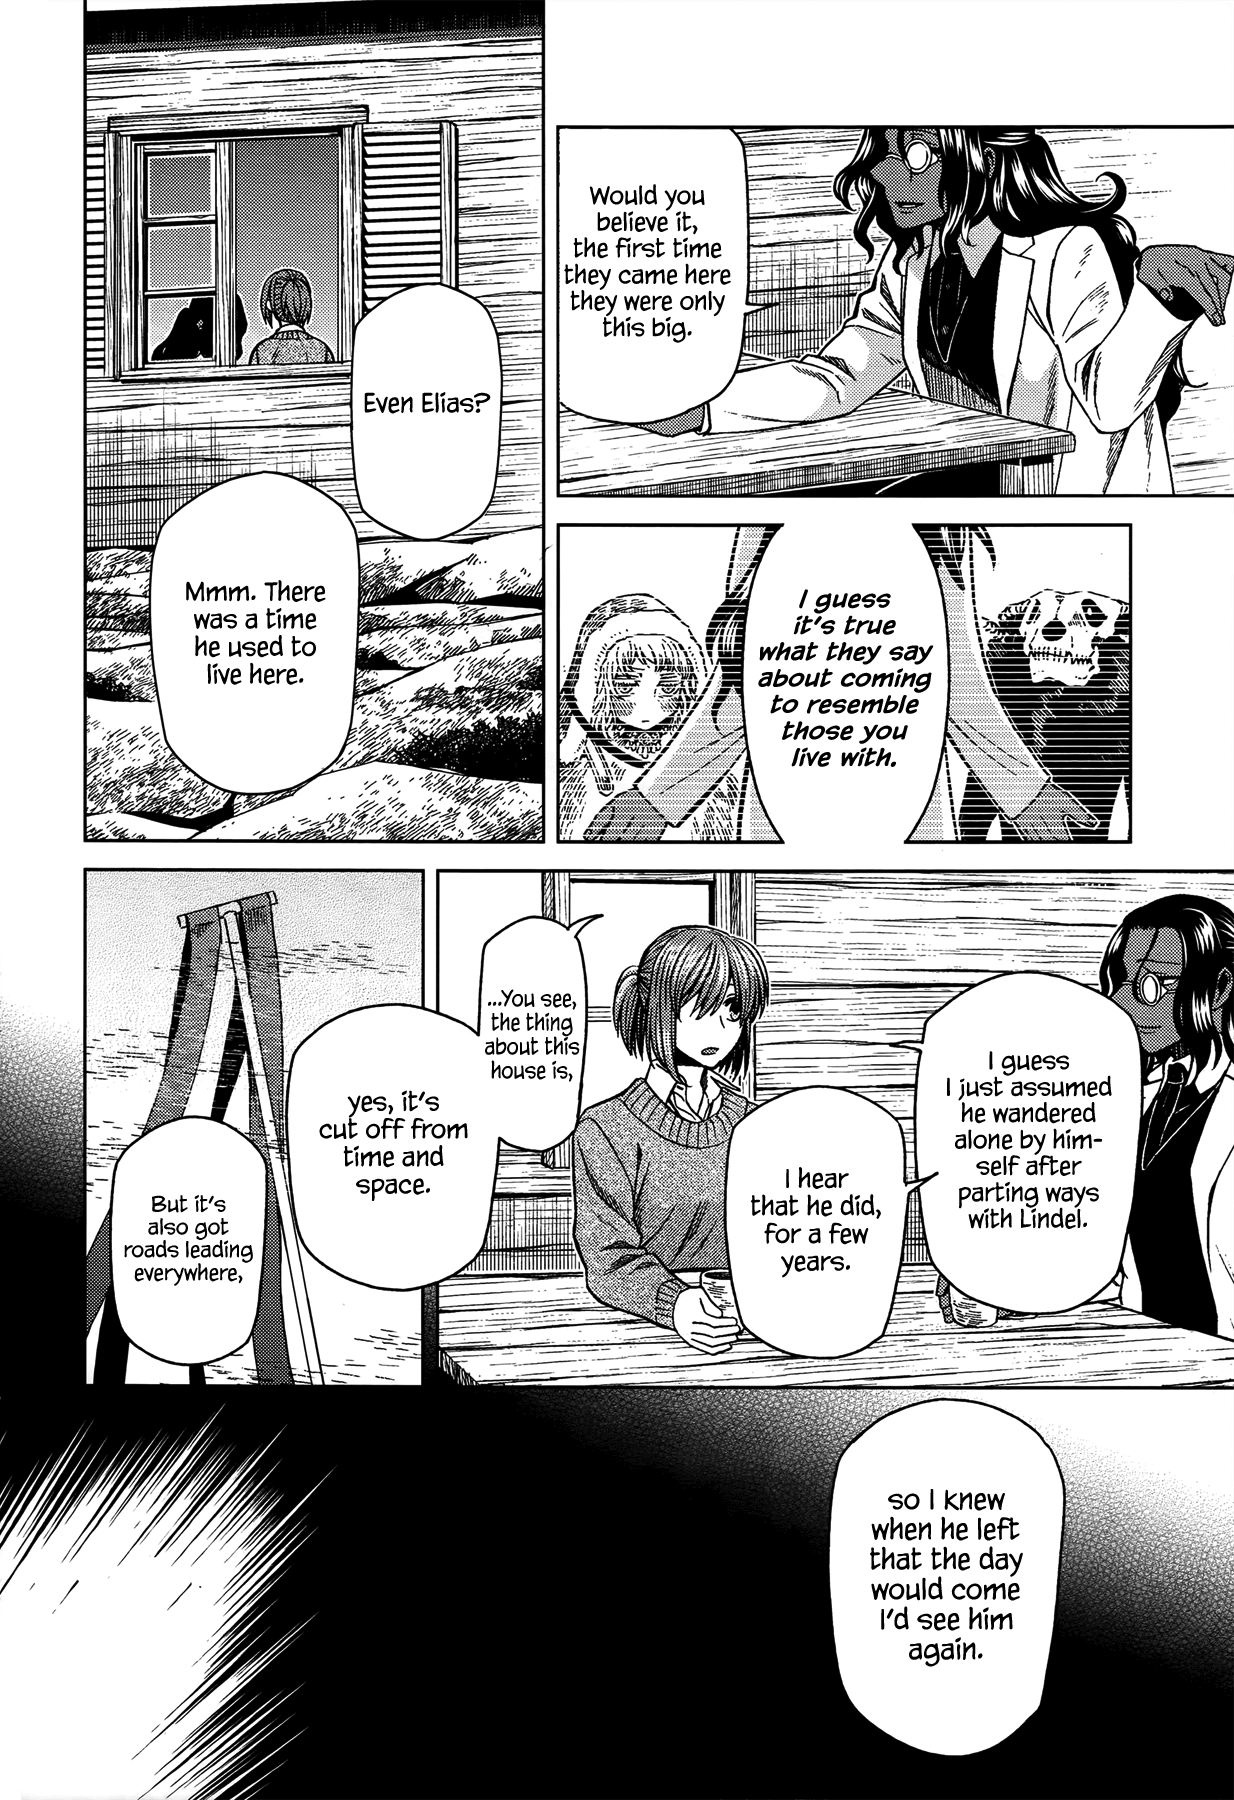 Would you
believe it,
the first time
they came here
they were only
this big.
I guess
it's true
what they say
about coming
to resemble
those you
live with.
Even Elias?
Mmm. There
was a time
he used to
live here.
I guess
I just assumed
he wandered
alone by him-
self after
parting ways
with Lindel.
I hear
that he did,
for a few
years.
...You see,
the thing
about this
house is,
yes, it's
cut off from
time and
space.
But it's
also got
roads leading
everywhere,
so I knew
when he left
that the day
would come
I'd see him
again.